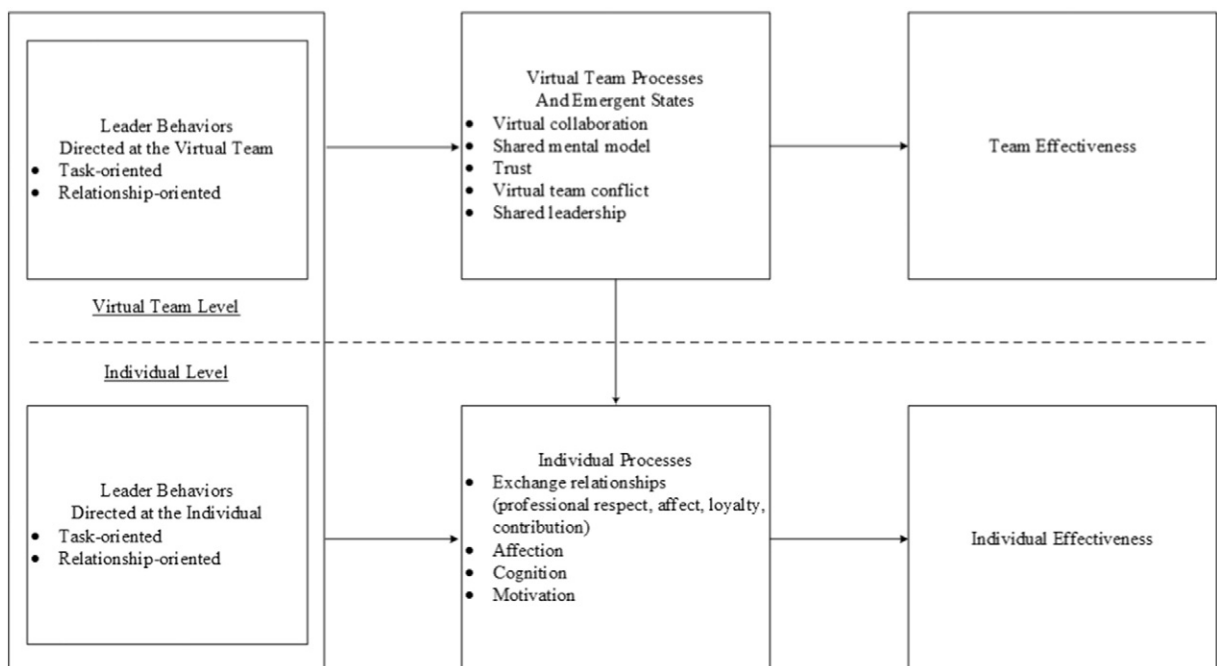 Leader Behaviors
Directed at the Virtual Team
• Task-oriented
• Relationship-oriented
Virtual Team Processes
And Emergent States
• Virtual collaboration
• Shared mental model
• Trust
• Virtual team conflict
• Shared leadership
Team Effectiveness
Virtual Team Level
Individual Level
Leader Behaviors
Directed at the Individual
• Task-oriented
• Relationship-oriented
Individual Processes
• Exchange relationships
(professional respect, affect, loyalty,
contribution)
• Affection
• Cognition
• Motivation
Individual Effectiveness